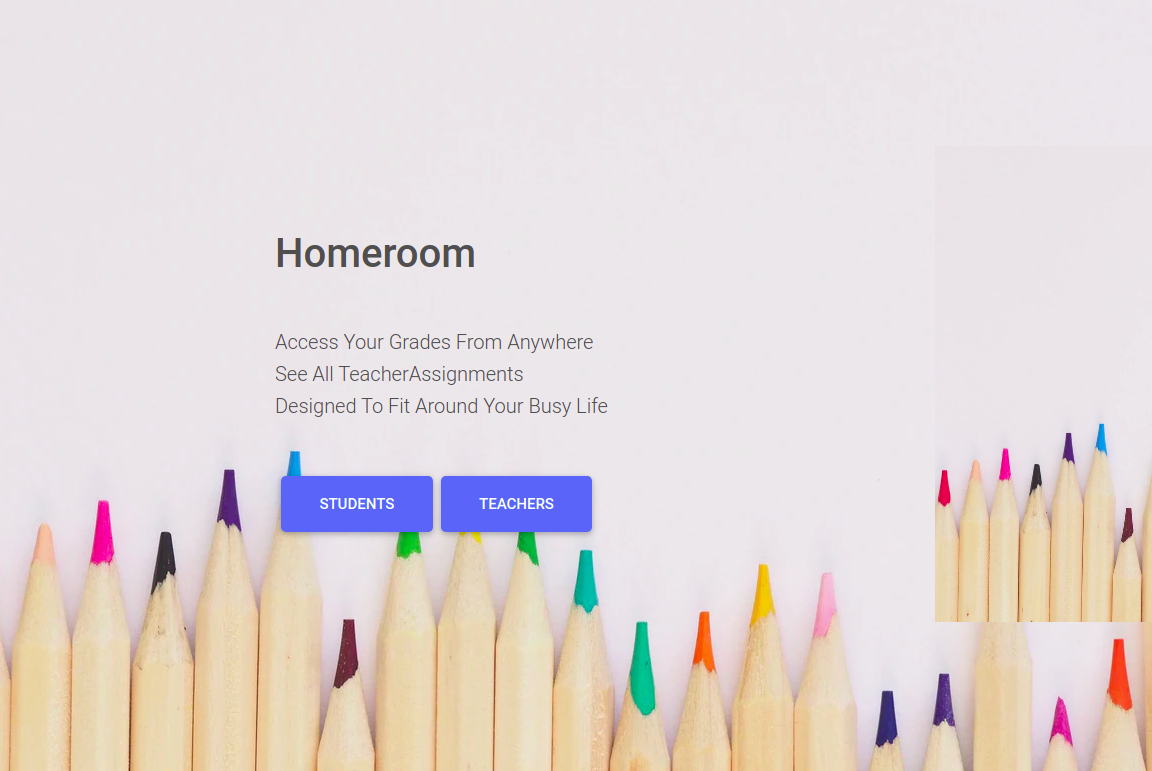 Homeroom
Access Your Grades From Anywhere
See All TeacherAssignments
Designed To Fit Around Your Busy Life
STUDENTS TEACHERS